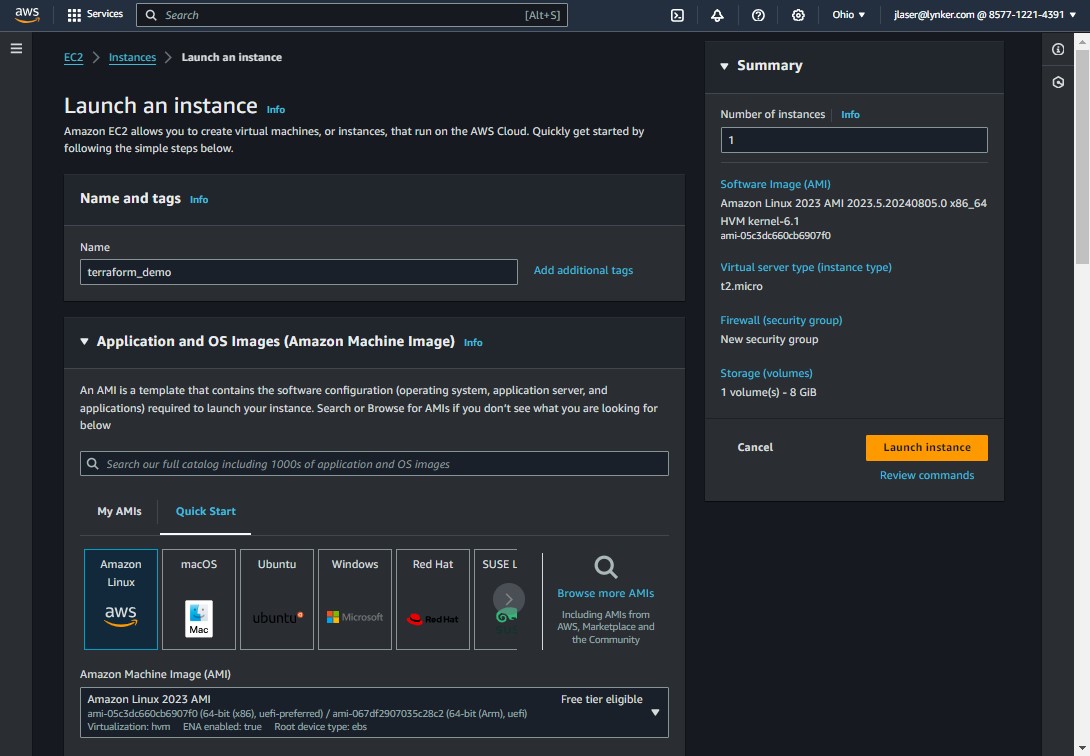 aws
Services
Search
[Alt+S]
Ohio
jlaser@lynker.com @ 8577-1221-4391
EC2
Instances
Launch an instance
Launch an instance Info
Amazon EC2 allows you to create virtual machines, or instances, that run on the AWS Cloud. Quickly get started by
following the simple steps below.
Name and tags Info
Name
terraform_demo
Add additional tags
Application and OS Images (Amazon Machine Image) Info
An AMI is a template that contains the software configuration (operating system, application server, and
applications) required to launch your instance. Search or Browse for AMIs if you don't see what you are looking for
below
Search our full catalog including 1000s of application and OS images
My AMIs
Quick Start
Amazon
Linux
aws
macOS
Mac
Ubuntu
ubuntu
Windows
Microsoft
Red Hat
Red Hat
SUSE L
Browse more AMIs
Including AMIs from
AWS, Marketplace and
the Community
Amazon Machine Image (AMI)
Amazon Linux 2023 AMI
Free tier eligible
ami-05c3dc660cb6907f0 (64-bit (x86), uefi-preferred) / ami-067df2907035c28c2 (64-bit (Arm), uefi)
Virtualization: hvm ENA enabled: true Root device type: ebs
Summary
Number of instances Info
1
Software Image (AMI)
Amazon Linux 2023 AMI 2023.5.20240805.0 x86_64
HVM kernel-6.1
ami-05c3dc660cb6907f0
Virtual server type (instance type)
t2.micro
Firewall (security group)
New security group
Storage (volumes)
1 volume(s) - 8 GiB
Cancel
Launch instance
Review commands